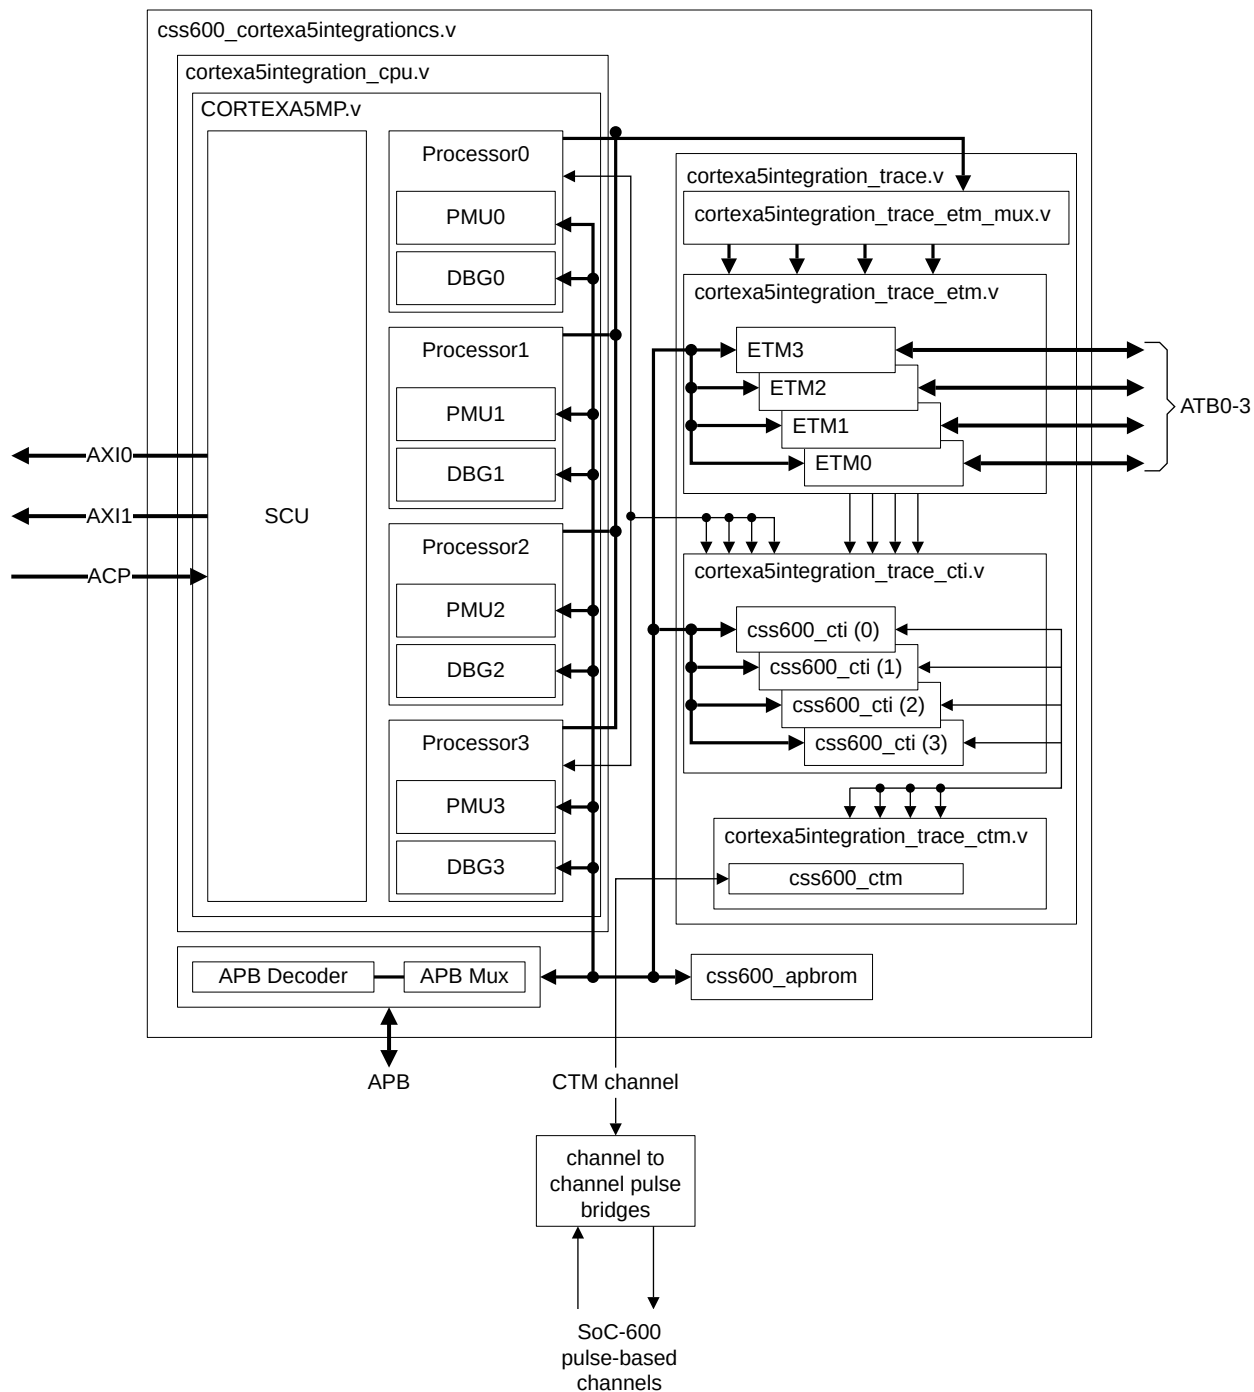 css600_cortexa5integrationcs.v
cortexa5integration_cpu.v
CORTEXA5MP.v
SCU
AXI0
AXI1
ACP
Processor0
PMU0
DBG0
Processor1
PMU1
DBG1
Processor2
PMU2
DBG2
Processor3
PMU3
DBG3
cortexa5integration_trace.v
cortexa5integration_trace_etm_mux.v
cortexa5integration_trace_etm.v
ETM3
ETM2
ETM1
ETM0
ATB0-3
cortexa5integration_trace_cti.v
css600_cti (0)
css600_cti (1)
css600_cti (2)
css600_cti (3)
cortexa5integration_trace_ctm.v
css600_ctm
APB Decoder
APB Mux
css600_apbrom
APB
CTM channel
channel to
channel pulse
bridges
SoC-600
pulse-based
channels